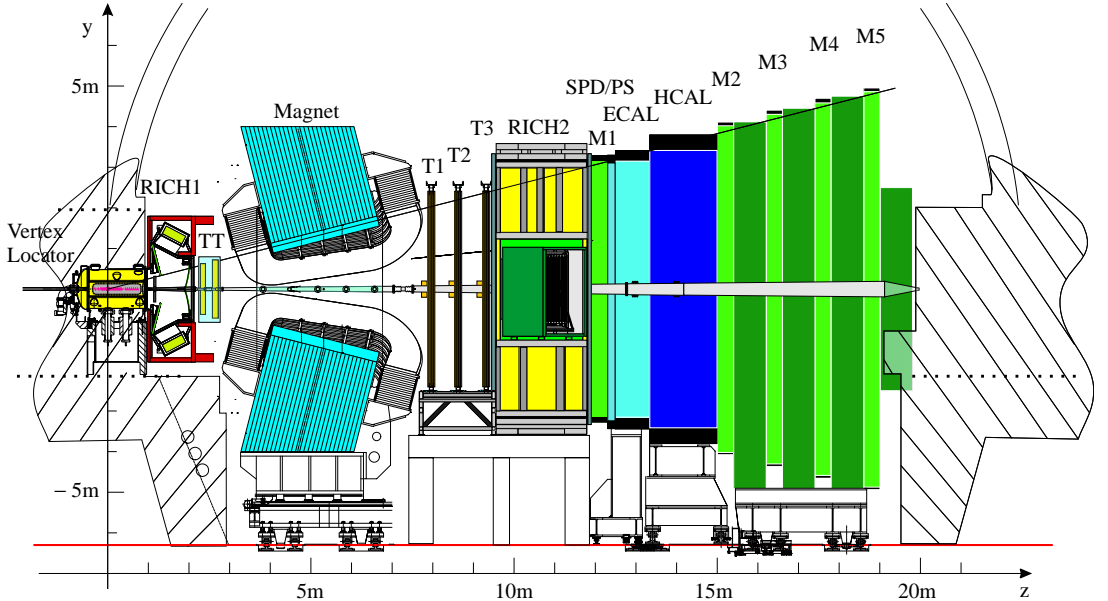 y
M5
M4
M3
5m
M2
SPD/PS
HCAL
ECAL
Magnet
T3
RICH2
M1
T2
T1
RICH1
Vertex
Locator
TT
− 5m
5m
10m
15m
20m
z